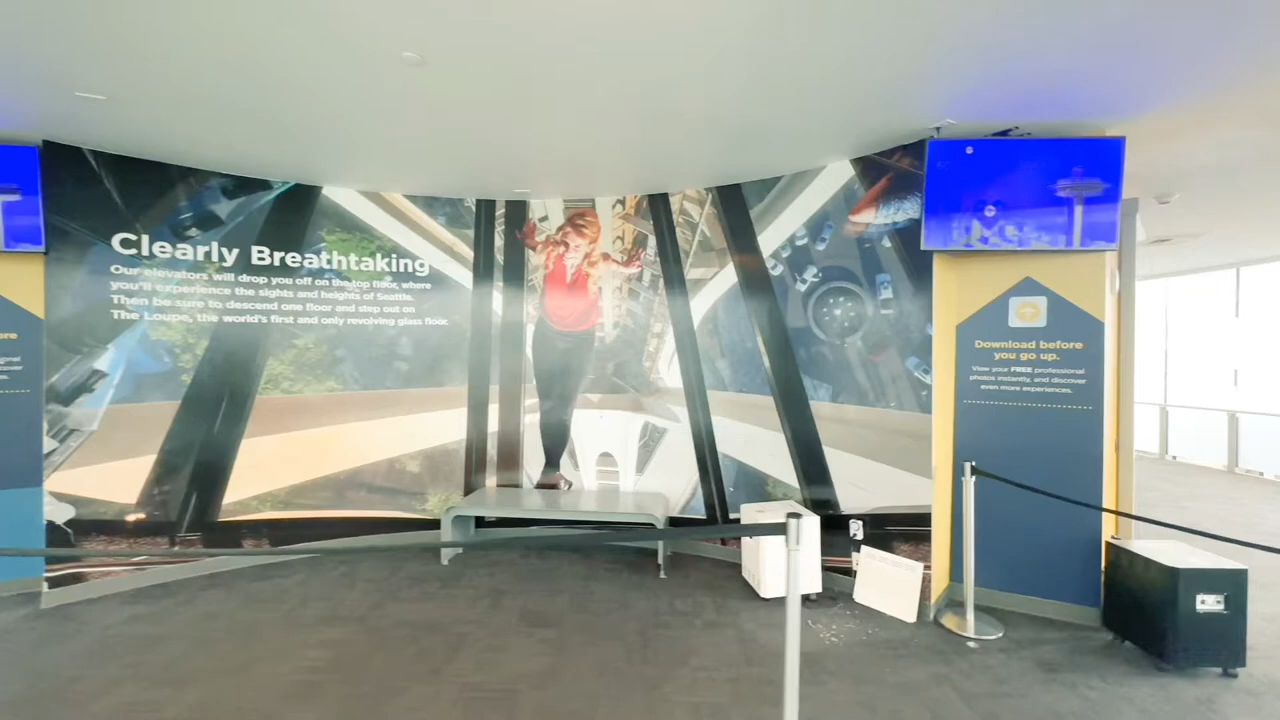 Clearly Breathtaking
Our elevators will drop you off on the top floor, where
you'll experience the sights and heights of Seattle.
Then be sure to descend one floor and step out on
The Loupe, the world's first and only revolving glass floor.
Download before
you go up.
View your FREE professional
photos instantly, and discover
even more experiences.